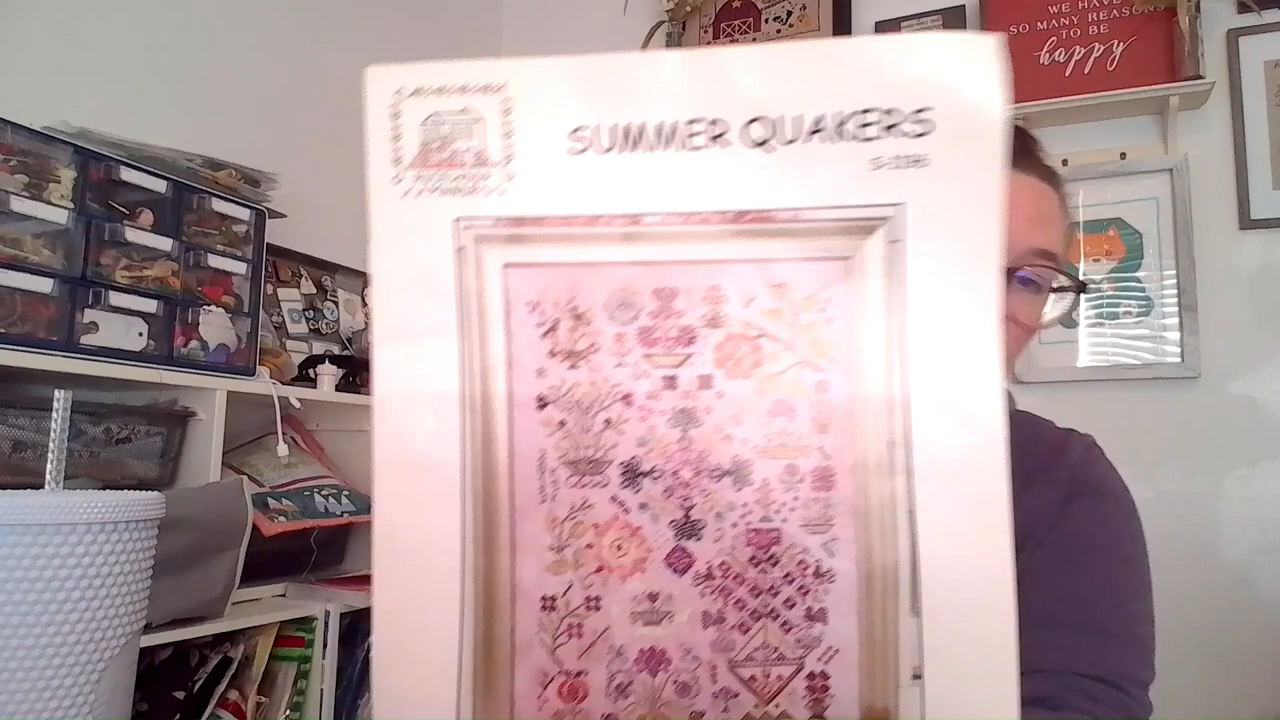 WE HAVE
SO MANY REASONS
TO BE
happy
SUMMER QUAKERS